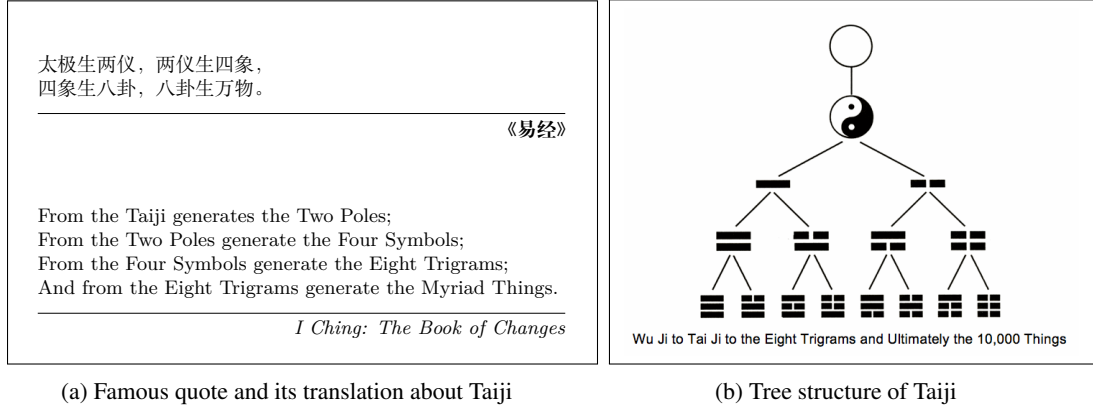 太极生两仪，两仪生四象，
四象生八卦，八卦生万物。
《易经》
From the Taiji generates the Two Poles;
From the Two Poles generate the Four Symbols;
From the Four Symbols generate the Eight Trigrams;
And from the Eight Trigrams generate the Myriad Things.
I Ching: The Book of Changes
(a) Famous quote and its translation about Taiji
Wu Ji to Tai Ji to the Eight Trigrams and Ultimately the 10,000 Things
(b) Tree structure of Taiji